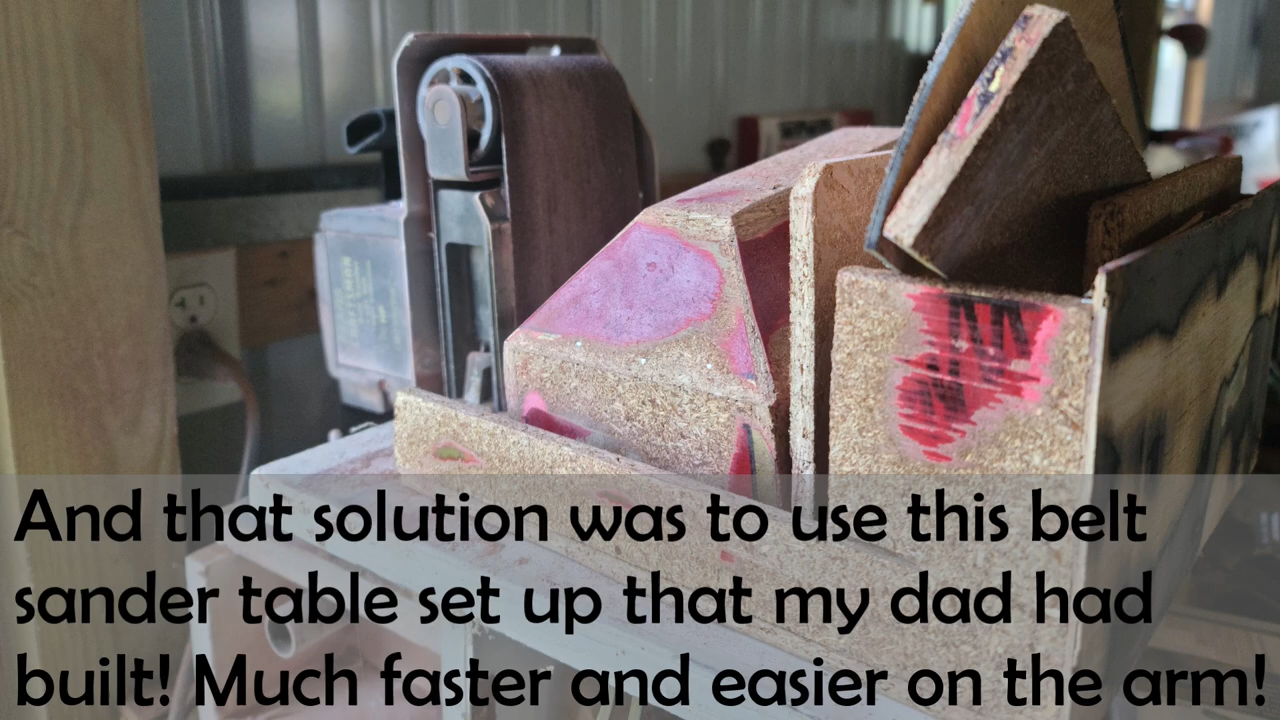 And that solution was to use this belt
sander table set up that my dad had
built! Much faster and easier on the arm!